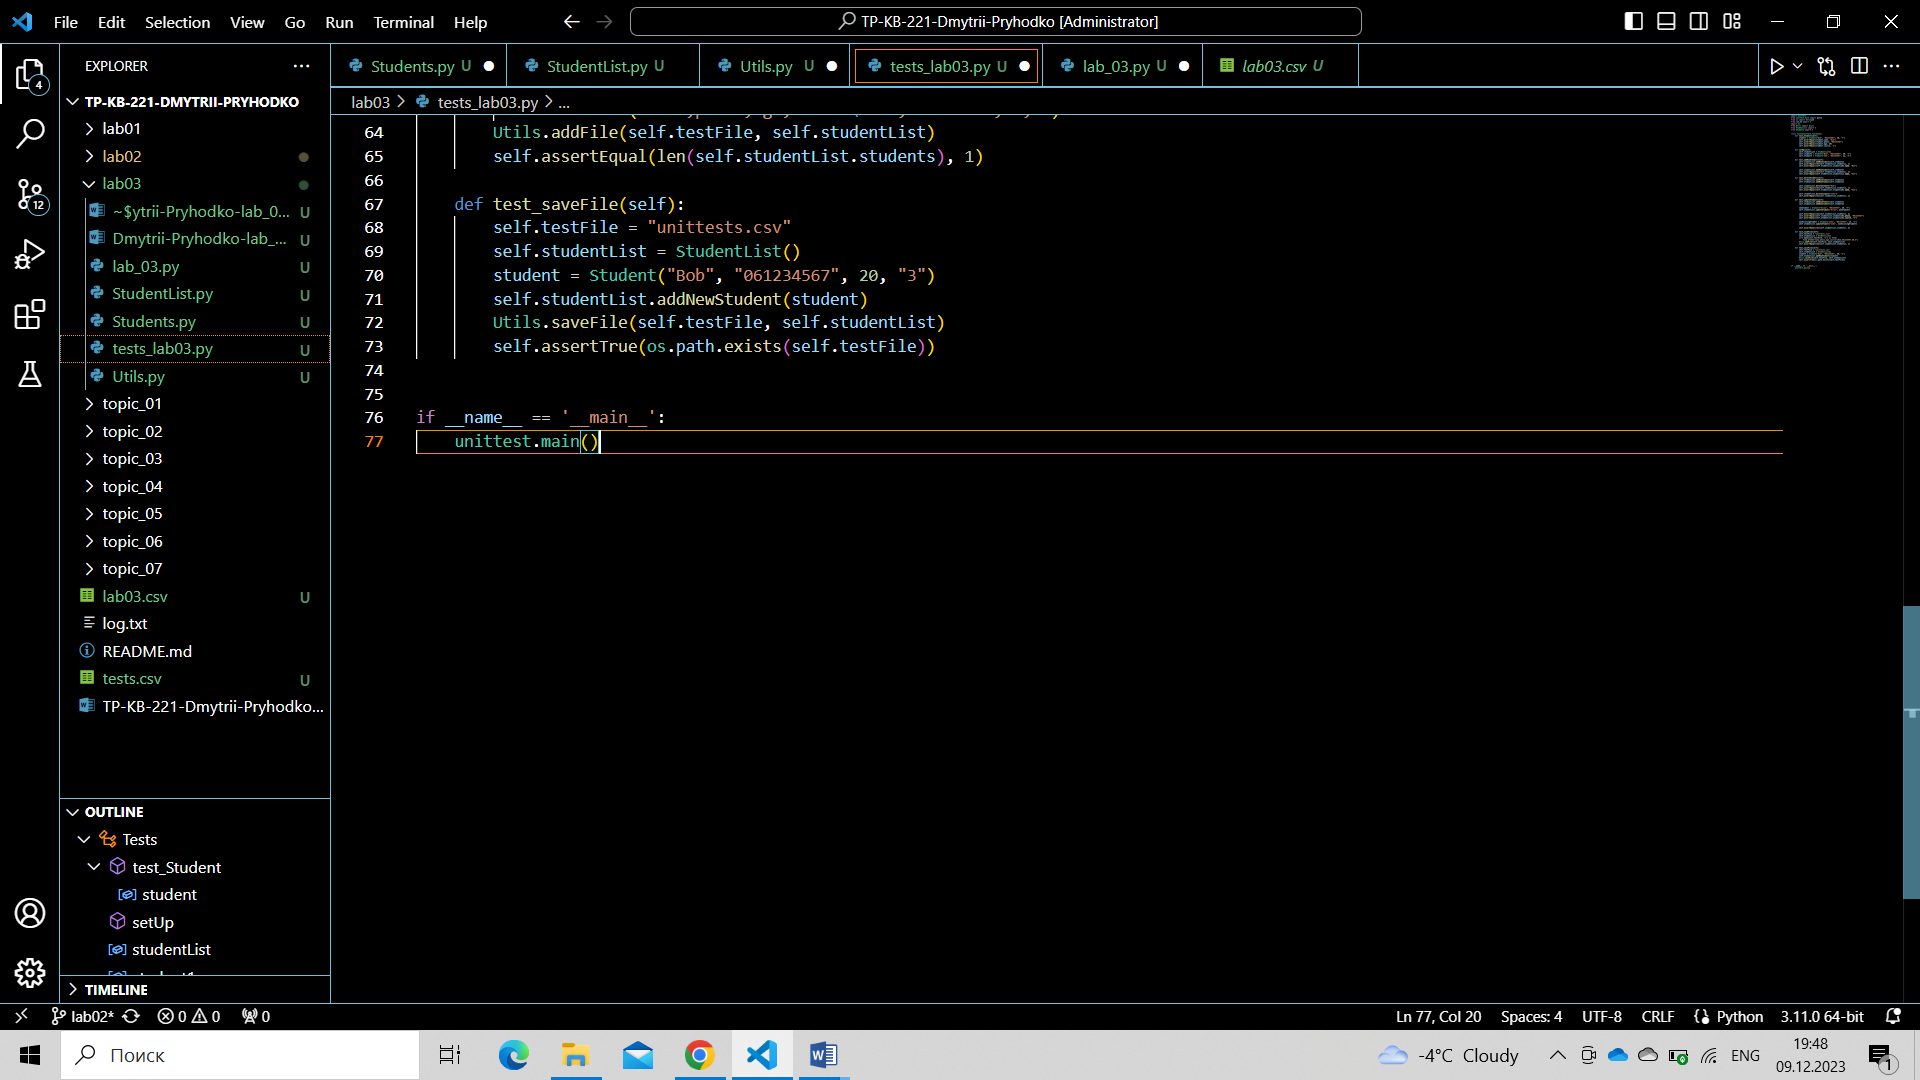 File Edit Selection View Go Run Terminal Help
TP-KB-221-Dmytrii-Pryhodko [Administrator]
EXPLORER
Students.py U
StudentList.py U
Utils.py U
tests_lab03.py U
lab_03.py U
lab03.csv U
lab03 > tests_lab03.py > ...
4
12
TP-KB-221-DMYTRII-PRYHODKO
lab01
lab02
lab03
~$ytrii-Pryhodko-lab_0... U
Dmytrii-Pryhodko-lab_... U
lab_03.py U
StudentList.py U
Students.py U
tests_lab03.py U
Utils.py U
topic_01
topic_02
topic_03
topic_04
topic_05
topic_06
topic_07
lab03.csv U
log.txt
README.md
tests.csv U
TP-KB-221-Dmytrii-Pryhodko...
OUTLINE
Tests
test_Student
student
setUp
studentList
TIMELINE
64 Utils.addFile(self.testFile, self.studentList)
65 self.assertEqual(len(self.studentList.students), 1)
66
67 def test_saveFile(self):
68 self.testFile = "unittests.csv"
69 self.studentList = StudentList()
70 student = Student("Bob", "061234567", 20, "3")
71 self.studentList.addNewStudent(student)
72 Utils.saveFile(self.testFile, self.studentList)
73 self.assertTrue(os.path.exists(self.testFile))
74
75
76 if __name__ == '__main__':
77 unittest.main()
lab02* 0 0 0
Ln 77, Col 20 Spaces: 4 UTF-8 CRLF Python 3.11.0 64-bit
Поиск
-4°C Cloudy
ENG
19:48
09.12.2023
1